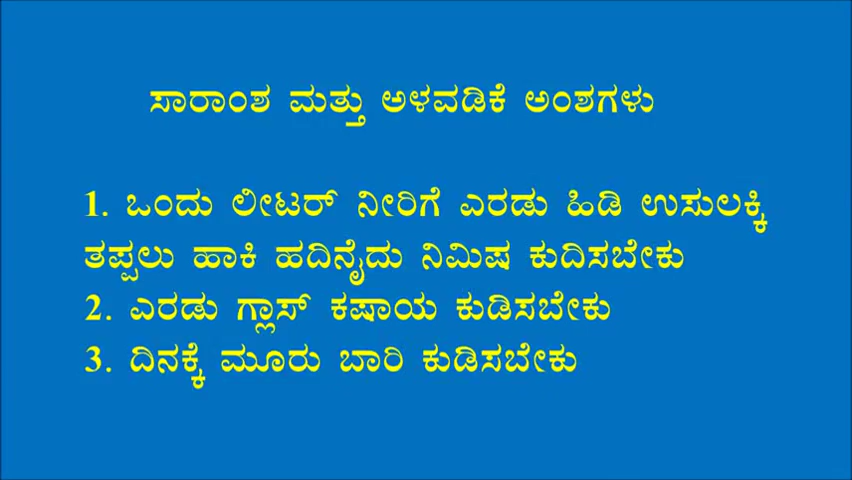 ಸಾರಾಂಶ ಮತ್ತು ಅಳವಡಿಕೆ ಅಂಶಗಳು
1. ಒಂದು ಲೀಟರ್ ನೀರಿಗೆ ಎರಡು ಹಿಡಿ ಉಸುಲಕ್ಕಿ
ತಪ್ಪಲು ಹಾಕಿ ಹದಿನೈದು ನಿಮಿಷ ಕುದಿಸಬೇಕು
2. ಎರಡು ಗ್ಲಾಸ್ ಕಷಾಯ ಕುಡಿಸಬೇಕು
3. ದಿನಕ್ಕೆ ಮೂರು ಬಾರಿ ಕುಡಿಸಬೇಕು